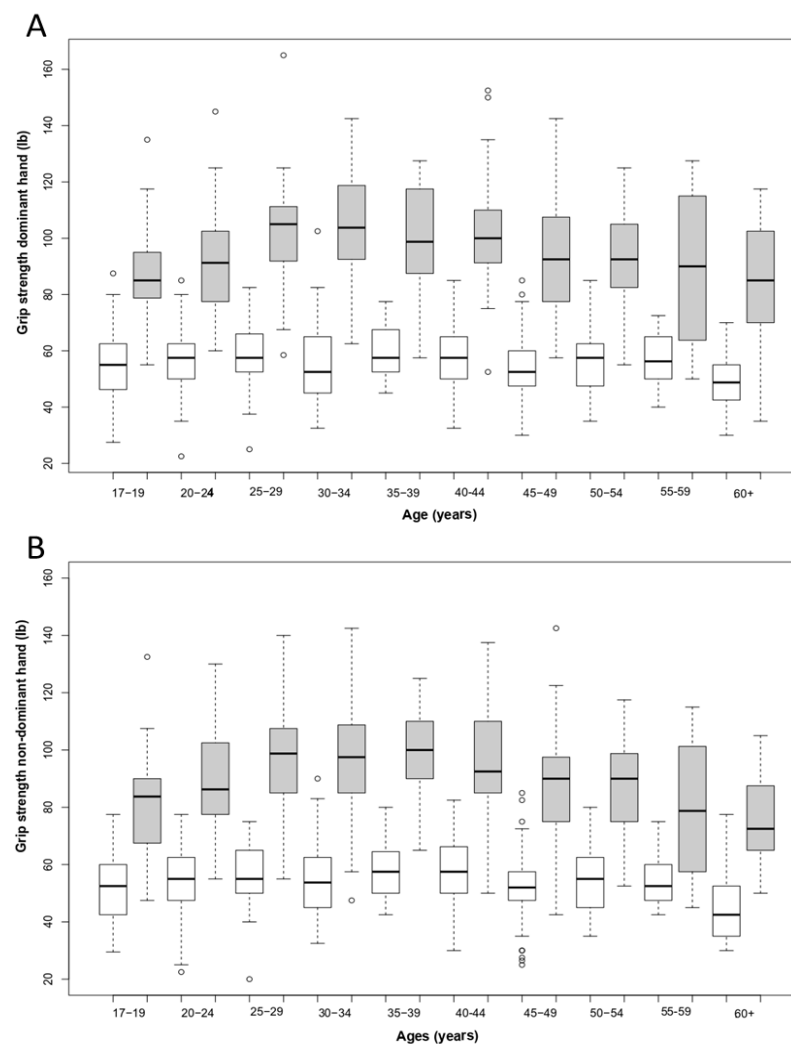 A
Grip strength dominant hand (lb)
160
140
120
100
80
60
40
20
17−19 20−24 25−29 30−34 35−39 40−44 45−49 50−54 55-59 60+
Age (years)
B
Grip strength non-dominant hand (lb)
160
140
120
100
80
60
40
20
17−19 20−24 25−29 30−34 35−39 40−44 45−49 50−54 55-59 60+
Ages (years)